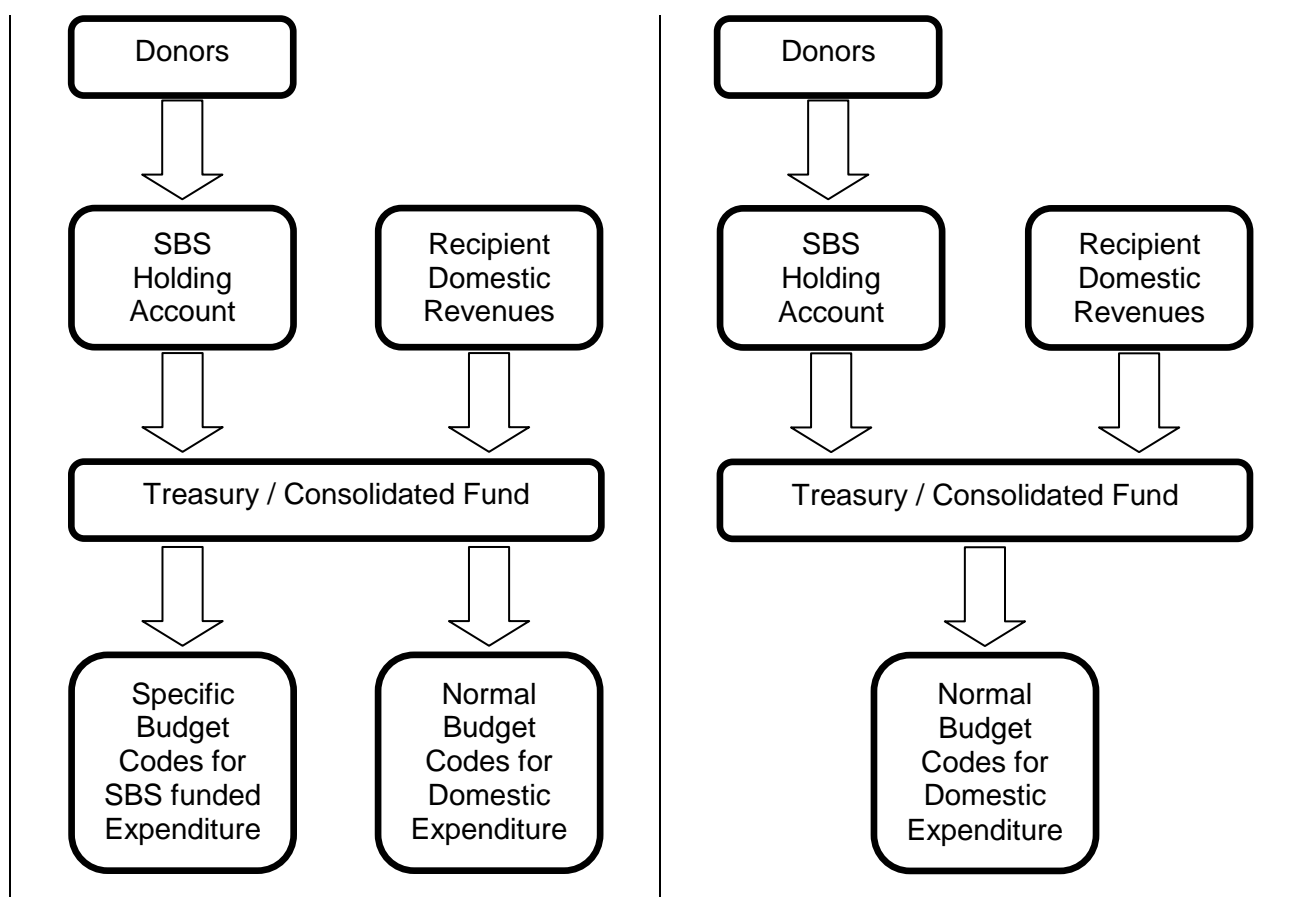 Donors
SBS
Holding
Account
Recipient
Domestic
Revenues
Treasury / Consolidated Fund
Specific
Budget
Codes for
SBS funded
Expenditure
Normal
Budget
Codes for
Domestic
Expenditure
Donors
SBS
Holding
Account
Recipient
Domestic
Revenues
Treasury / Consolidated Fund
Normal
Budget
Codes for
Domestic
Expenditure